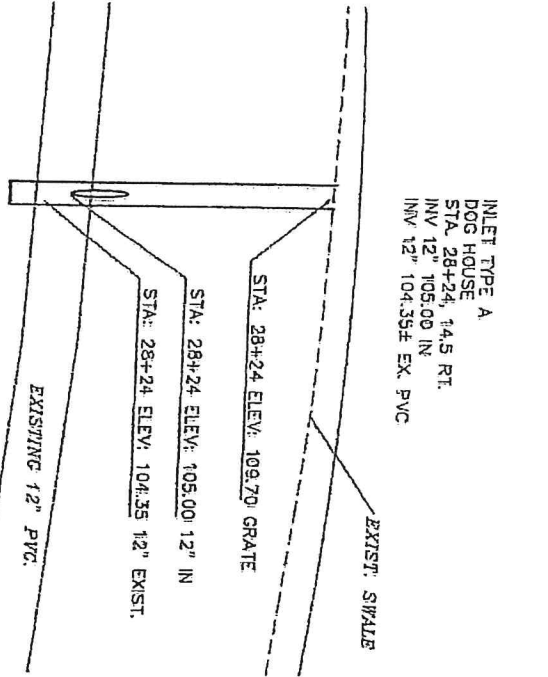 INLET TYPE A
DOG HOUSE
STA. 28+24, 14.5 RT.
INV 12" 105.00 IN
INV 12" 104.35± EX. PVC
EXIST. SWALE
STA: 28+24 ELEV: 109.70 GRATE
STA: 28+24 ELEV: 105.00 12" IN
STA: 28+24 ELEV: 104.35 12" EXIST.
EXISTING 12" PVC.